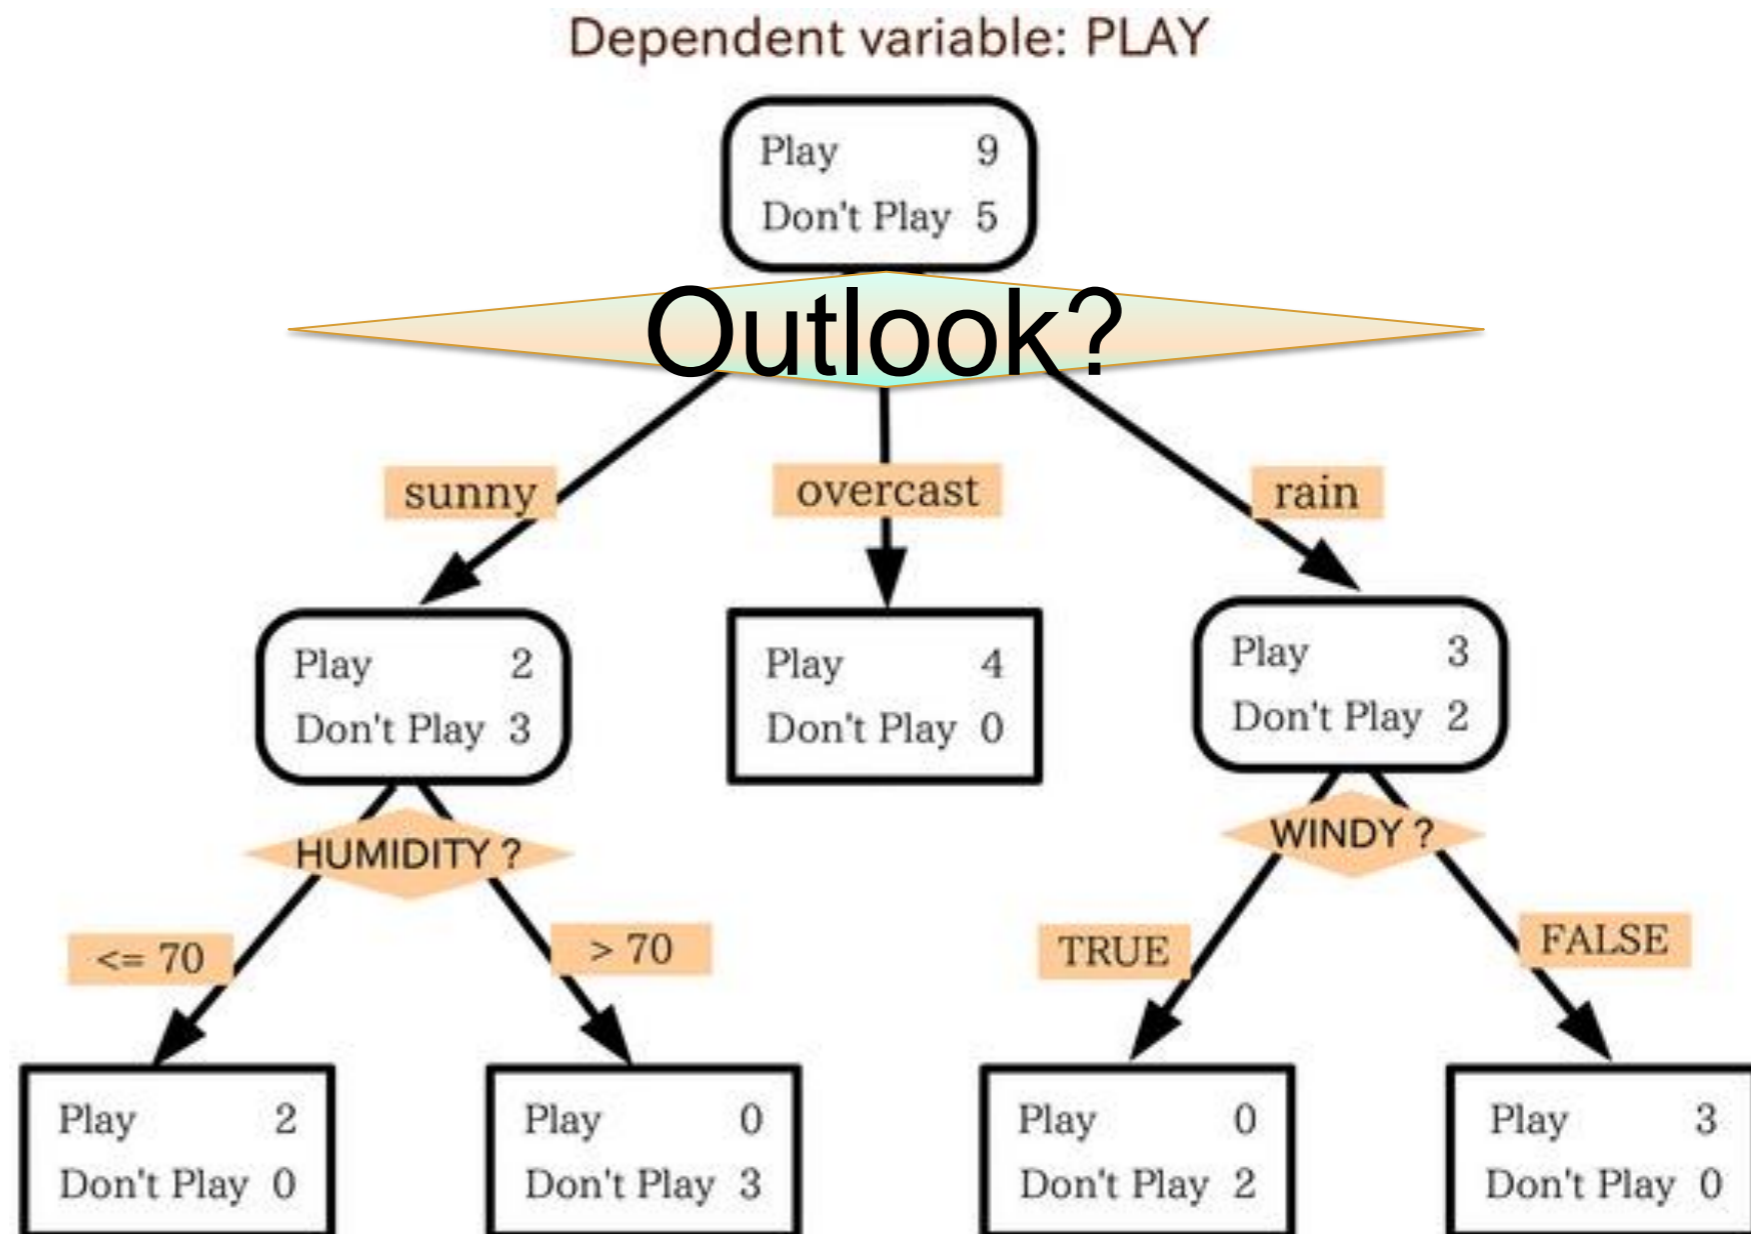 Dependent variable: PLAY
Play 9
Don't Play 5
Outlook?
sunny
overcast
rain
Play 2
Don't Play 3
Play 4
Don't Play 0
Play 3
Don't Play 2
HUMIDITY ?
WINDY ?
<= 70
> 70
TRUE
FALSE
Play 2
Don't Play 0
Play 0
Don't Play 3
Play 0
Don't Play 2
Play 3
Don't Play 0